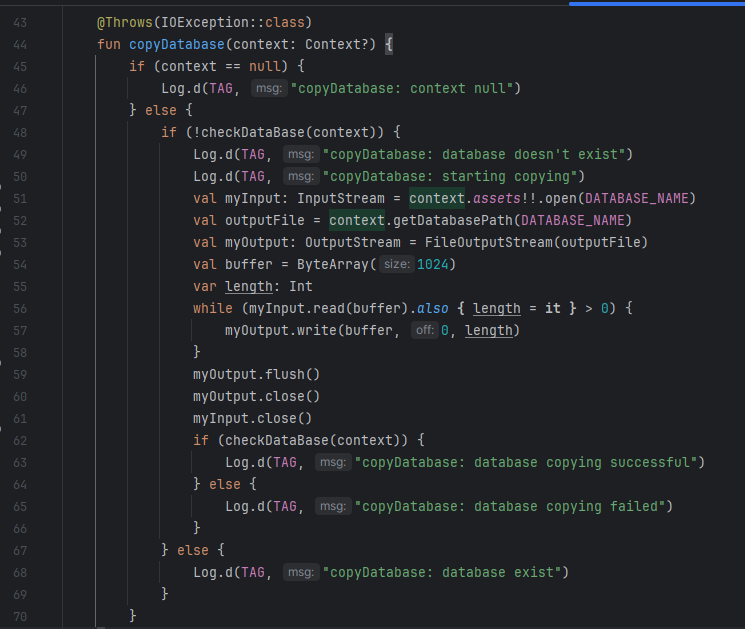 43 @Throws(IOException::class)
44 fun copyDatabase(context: Context?) {
45 if (context == null) {
46 Log.d(TAG, msg: "copyDatabase: context null")
47 } else {
48 if (!checkDataBase(context)) {
49 Log.d(TAG, msg: "copyDatabase: database doesn't exist")
50 Log.d(TAG, msg: "copyDatabase: starting copying")
51 val myInput: InputStream = context.assets!!.open(DATABASE_NAME)
52 val outputFile = context.getDatabasePath(DATABASE_NAME)
53 val myOutput: OutputStream = FileOutputStream(outputFile)
54 val buffer = ByteArray( size: 1024)
55 var length: Int
56 while (myInput.read(buffer).also { length = it } > 0) {
57 myOutput.write(buffer, off: 0, length)
58 }
59 myOutput.flush()
60 myOutput.close()
61 myInput.close()
62 if (checkDataBase(context)) {
63 Log.d(TAG, msg: "copyDatabase: database copying successful")
64 } else {
65 Log.d(TAG, msg: "copyDatabase: database copying failed")
66 }
67 } else {
68 Log.d(TAG, msg: "copyDatabase: database exist")
69 }
70 }